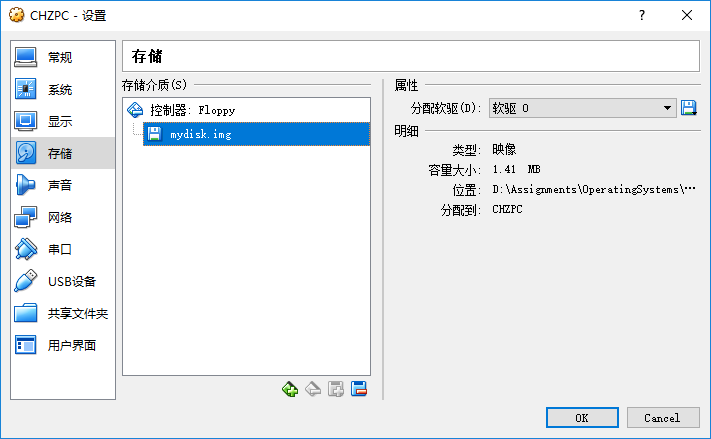 CHZPC - 设置
常规
系统
显示
存储
声音
网络
串口
USB设备
共享文件夹
用户界面
存储
存储介质(S)
控制器: Floppy
mydisk.img
属性
分配软驱(D): 软驱 0
明细
类型: 映像
容量大小: 1.41 MB
位置: D:\Assignments\OperatingSystems\···
分配到: CHZPC
OK
Cancel